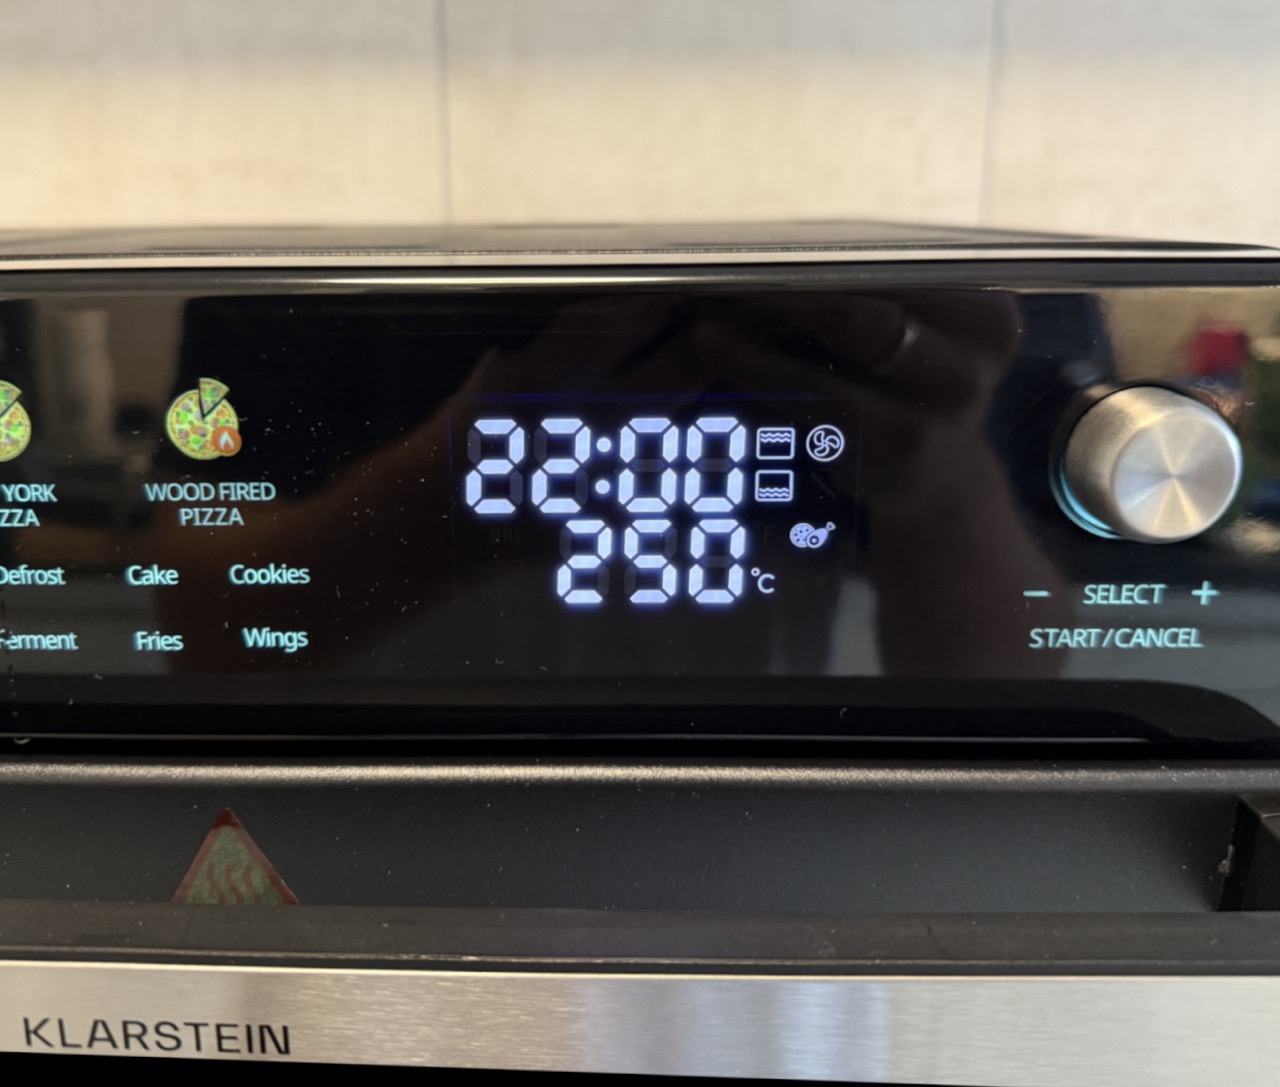 YORK
ZZA
WOOD FIRED
PIZZA
Defrost Cake Cookies
Ferment Fries Wings
22:00
250 °C
− SELECT +
START/CANCEL
KLARSTEIN